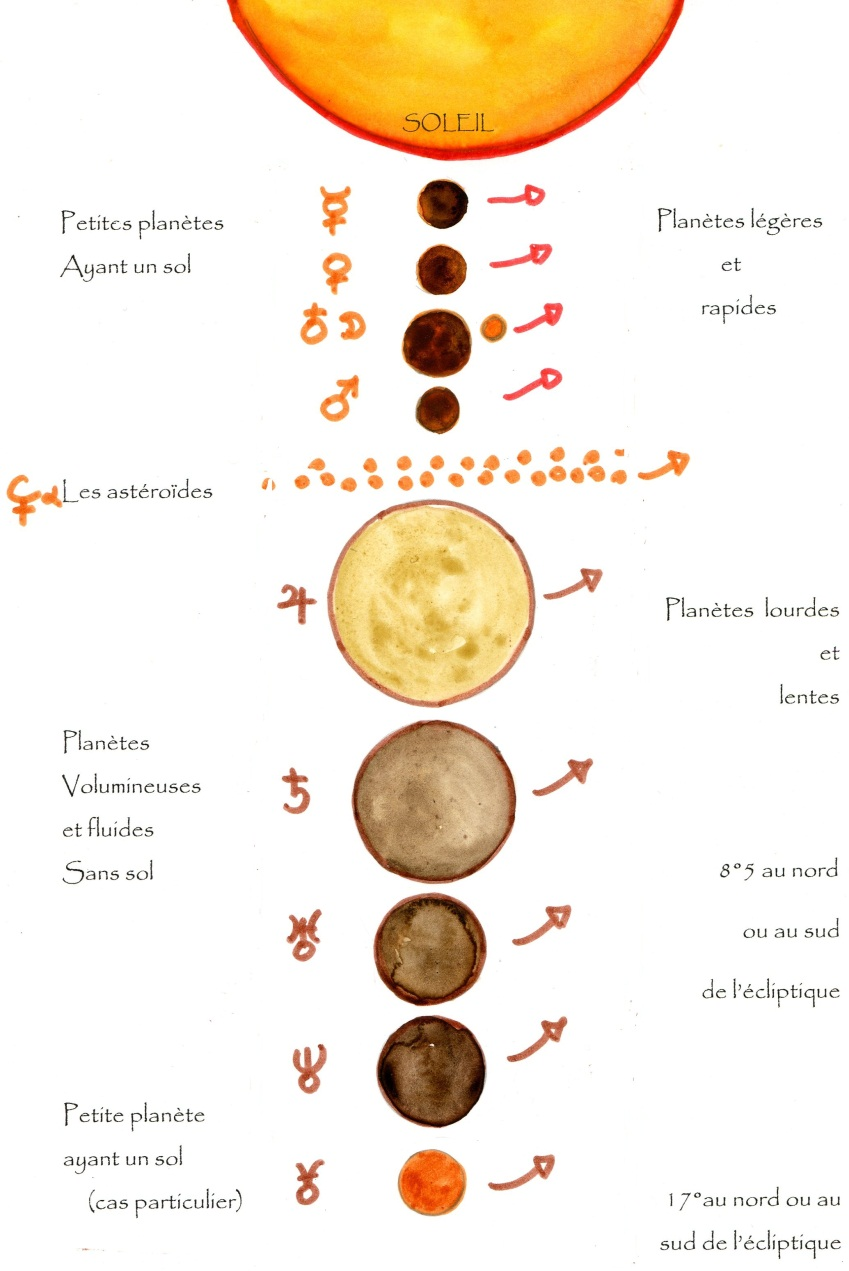 SOLEIL
Petites planètes
Ayant un sol
Planètes légères
et
rapides
Les astéroïdes
Planètes lourdes
et
lentes
Planètes
Volumineuses
et fluides
Sans sol
8°5 au nord
ou au sud
de l'écliptique
Petite planète
ayant un sol
(cas particulier)
17°au nord ou au
sud de l'écliptique